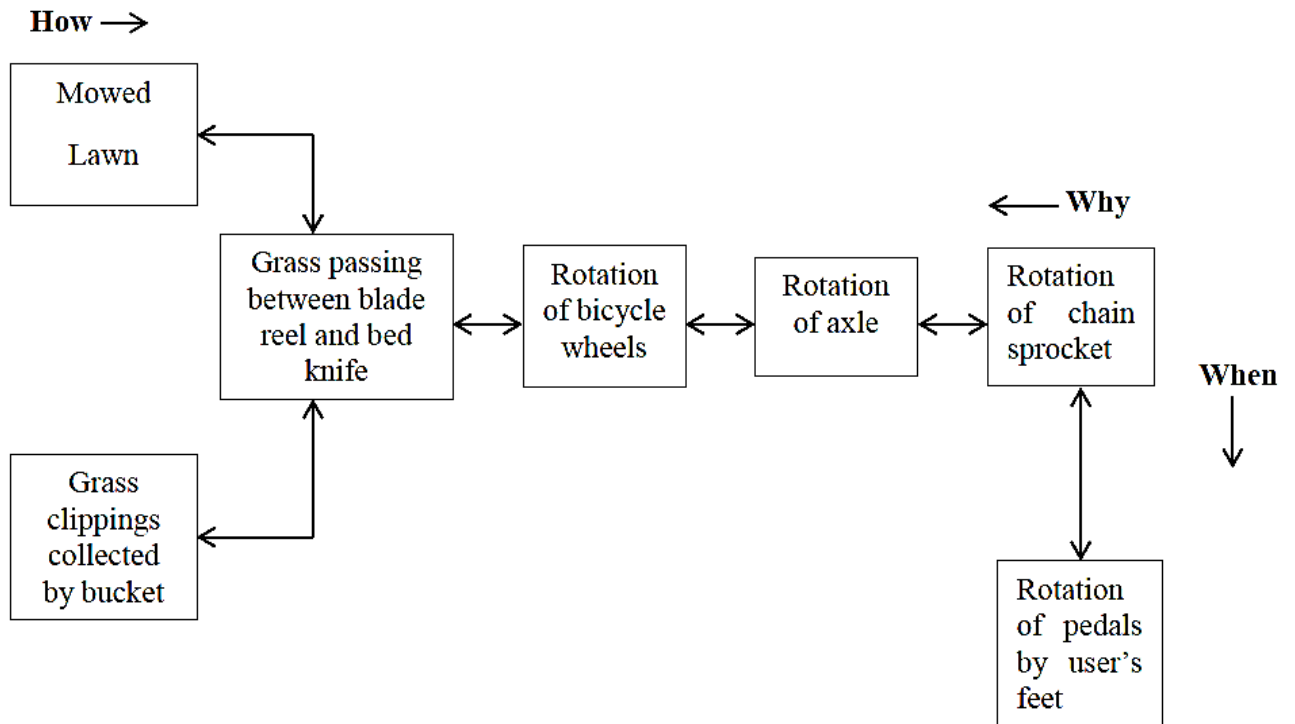 How
Mowed
Lawn
Why
Grass passing
between blade
reel and bed
knife
Rotation
of bicycle
wheels
Rotation
of axle
Rotation
of chain
sprocket
When
Grass
clippings
collected
by bucket
Rotation
of pedals
by user's
feet